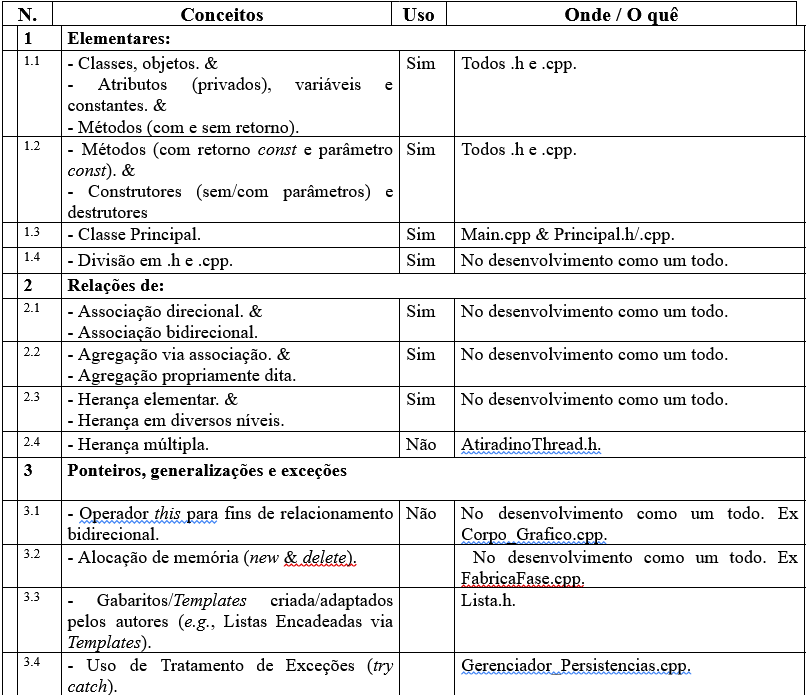 N. Conceitos Uso Onde / O quê
1 Elementares:
1.1 - Classes, objetos. & Sim Todos .h e .cpp.
- Atributos (privados), variáveis e
constantes. &
- Métodos (com e sem retorno).
1.2 - Métodos (com retorno const e parâmetro Sim Todos .h e .cpp.
const). &
- Construtores (sem/com parâmetros) e
destrutores
1.3 - Classe Principal. Sim Main.cpp & Principal.h/.cpp.
1.4 - Divisão em .h e .cpp. Sim No desenvolvimento como um todo.
2 Relações de:
2.1 - Associação direcional. & Sim No desenvolvimento como um todo.
- Associação bidirecional.
2.2 - Agregação via associação. & Sim No desenvolvimento como um todo.
- Agregação propriamente dita.
2.3 - Herança elementar. & Sim No desenvolvimento como um todo.
- Herança em diversos níveis.
2.4 - Herança múltipla. Não AtiradinoThread.h.
3 Ponteiros, generalizações e exceções
3.1 - Operador this para fins de relacionamento Não No desenvolvimento como um todo. Ex
bidirecional. Corpo_Grafico.cpp.
3.2 - Alocação de memória (new & delete). No desenvolvimento como um todo. Ex
FabricaFase.cpp.
3.3 - Gabaritos/Templates criada/adaptados Lista.h.
pelos autores (e.g., Listas Encadeadas via
Templates).
3.4 - Uso de Tratamento de Exceções (try Gerenciador_Persistencias.cpp.
catch).